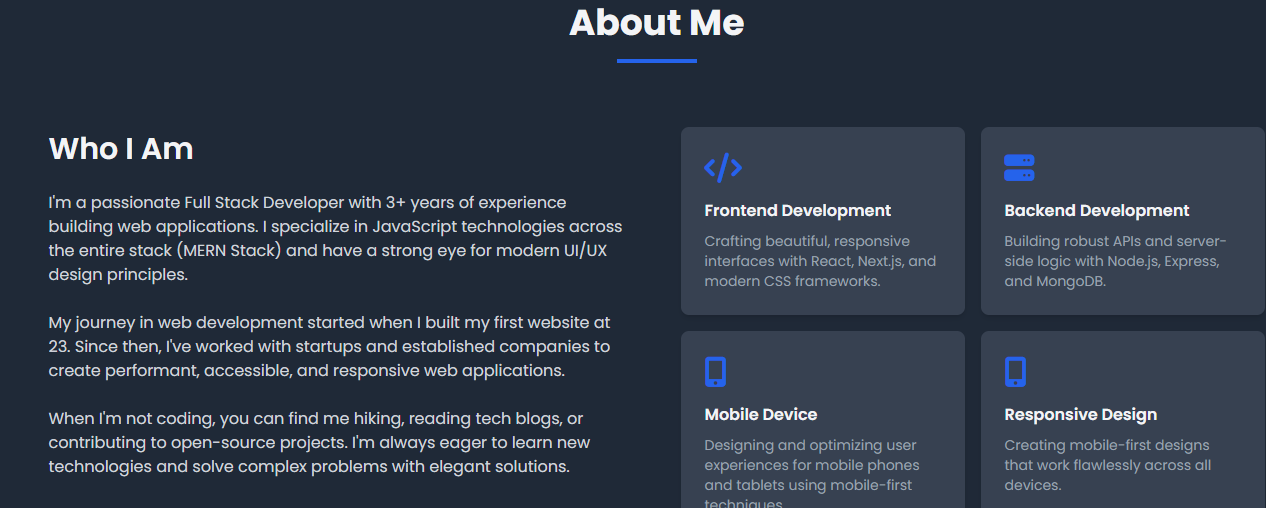 About Me
Who I Am
I'm a passionate Full Stack Developer with 3+ years of experience
building web applications. I specialize in JavaScript technologies across
the entire stack (MERN Stack) and have a strong eye for modern UI/UX
design principles.
My journey in web development started when I built my first website at
23. Since then, I've worked with startups and established companies to
create performant, accessible, and responsive web applications.
When I'm not coding, you can find me hiking, reading tech blogs, or
contributing to open-source projects. I'm always eager to learn new
technologies and solve complex problems with elegant solutions.
Frontend Development
Crafting beautiful, responsive
interfaces with React, Next.js, and
modern CSS frameworks.
Backend Development
Building robust APIs and server-
side logic with Node.js, Express,
and MongoDB.
Mobile Device
Designing and optimizing user
experiences for mobile phones
and tablets using mobile-first
techniques
Responsive Design
Creating mobile-first designs
that work flawlessly across all
devices.